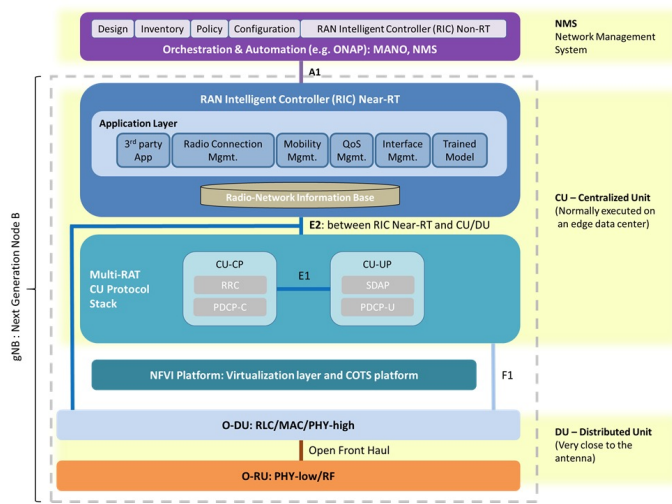 Design
Inventory
Policy
Configuration
RAN Intelligent Controller (RIC) Non-RT
Orchestration & Automation (e.g. ONAP): MANO, NMS
NMS
Network Management
System
A1
gNB : Next Generation Node B
RAN Intelligent Controller (RIC) Near-RT
Application Layer
3rd party
App
Radio Connection
Mgmt.
Mobility
Mgmt.
QoS
Mgmt.
Interface
Mgmt.
Trained
Model
Radio-Network Information Base
CU – Centralized Unit
(Normally executed on
an edge data center)
E2: between RIC Near-RT and CU/DU
Multi-RAT
CU Protocol
Stack
CU-CP
RRC
PDCP-C
E1
CU-UP
SDAP
PDCP-U
NFVI Platform: Virtualization layer and COTS platform
F1
O-DU: RLC/MAC/PHY-high
Open Front Haul
O-RU: PHY-low/RF
DU – Distributed Unit
(Very close to the
antenna)